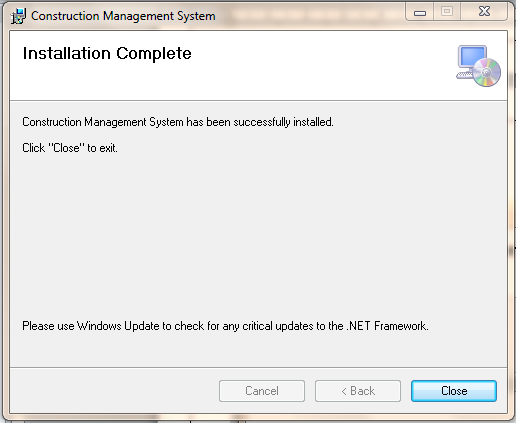 Construction Management System
Installation Complete
Construction Management System has been successfully installed.
Click "Close" to exit.
Please use Windows Update to check for any critical updates to the .NET Framework.
Cancel
< Back
Close